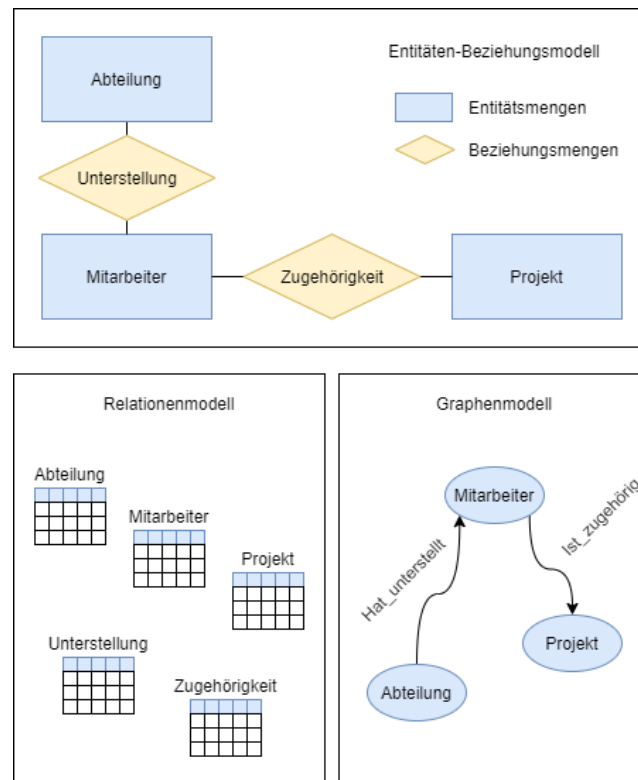 Entitäten-Beziehungsmodell
Abteilung
Entitätsmengen
Beziehungsmengen
Unterstellung
Mitarbeiter
Zugehörigkeit
Projekt
Relationenmodell
Abteilung
Mitarbeiter
Projekt
Unterstellung
Zugehörigkeit
Graphenmodell
Mitarbeiter
Hat_unterstellt
Ist_zugehörig
Projekt
Abteilung